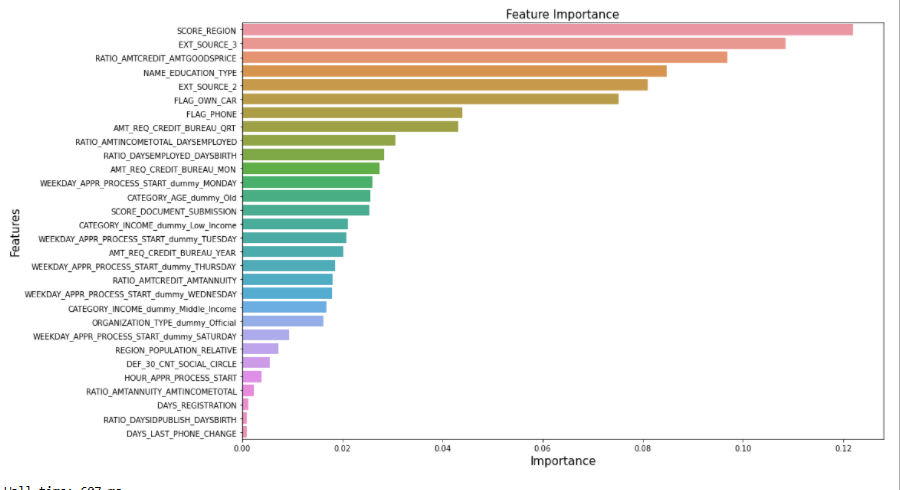 Feature Importance
SCORE_REGION
EXT_SOURCE_3
RATIO_AMTCREDIT_AMTGOODSPRICE
NAME_EDUCATION_TYPE
EXT_SOURCE_2
FLAG_OWN_CAR
FLAG_PHONE
AMT_REQ_CREDIT_BUREAU_QRT
RATIO_AMTINCOMETOTAL_DAYSEMPLOYED
RATIO_DAYSEMPLOYED_DAYSBIRTH
AMT_REQ_CREDIT_BUREAU_MON
WEEKDAY_APPR_PROCESS_START_dummy_MONDAY
CATEGORY_AGE_dummy_Old
SCORE_DOCUMENT_SUBMISSION
CATEGORY_INCOME_dummy_Low_Income
WEEKDAY_APPR_PROCESS_START_dummy_TUESDAY
AMT_REQ_CREDIT_BUREAU_YEAR
WEEKDAY_APPR_PROCESS_START_dummy_THURSDAY
RATIO_AMTCREDIT_AMTANNUITY
WEEKDAY_APPR_PROCESS_START_dummy_WEDNESDAY
CATEGORY_INCOME_dummy_Middle_Income
ORGANIZATION_TYPE_dummy_Official
WEEKDAY_APPR_PROCESS_START_dummy_SATURDAY
REGION_POPULATION_RELATIVE
DEF_30_CNT_SOCIAL_CIRCLE
HOUR_APPR_PROCESS_START
RATIO_AMTANNUITY_AMTINCOMETOTAL
DAYS_REGISTRATION
RATIO_DAYSIDPUBLISH_DAYSBIRTH
DAYS_LAST_PHONE_CHANGE
Features
0.00 0.02 0.04 0.06 0.08 0.10 0.12
Importance